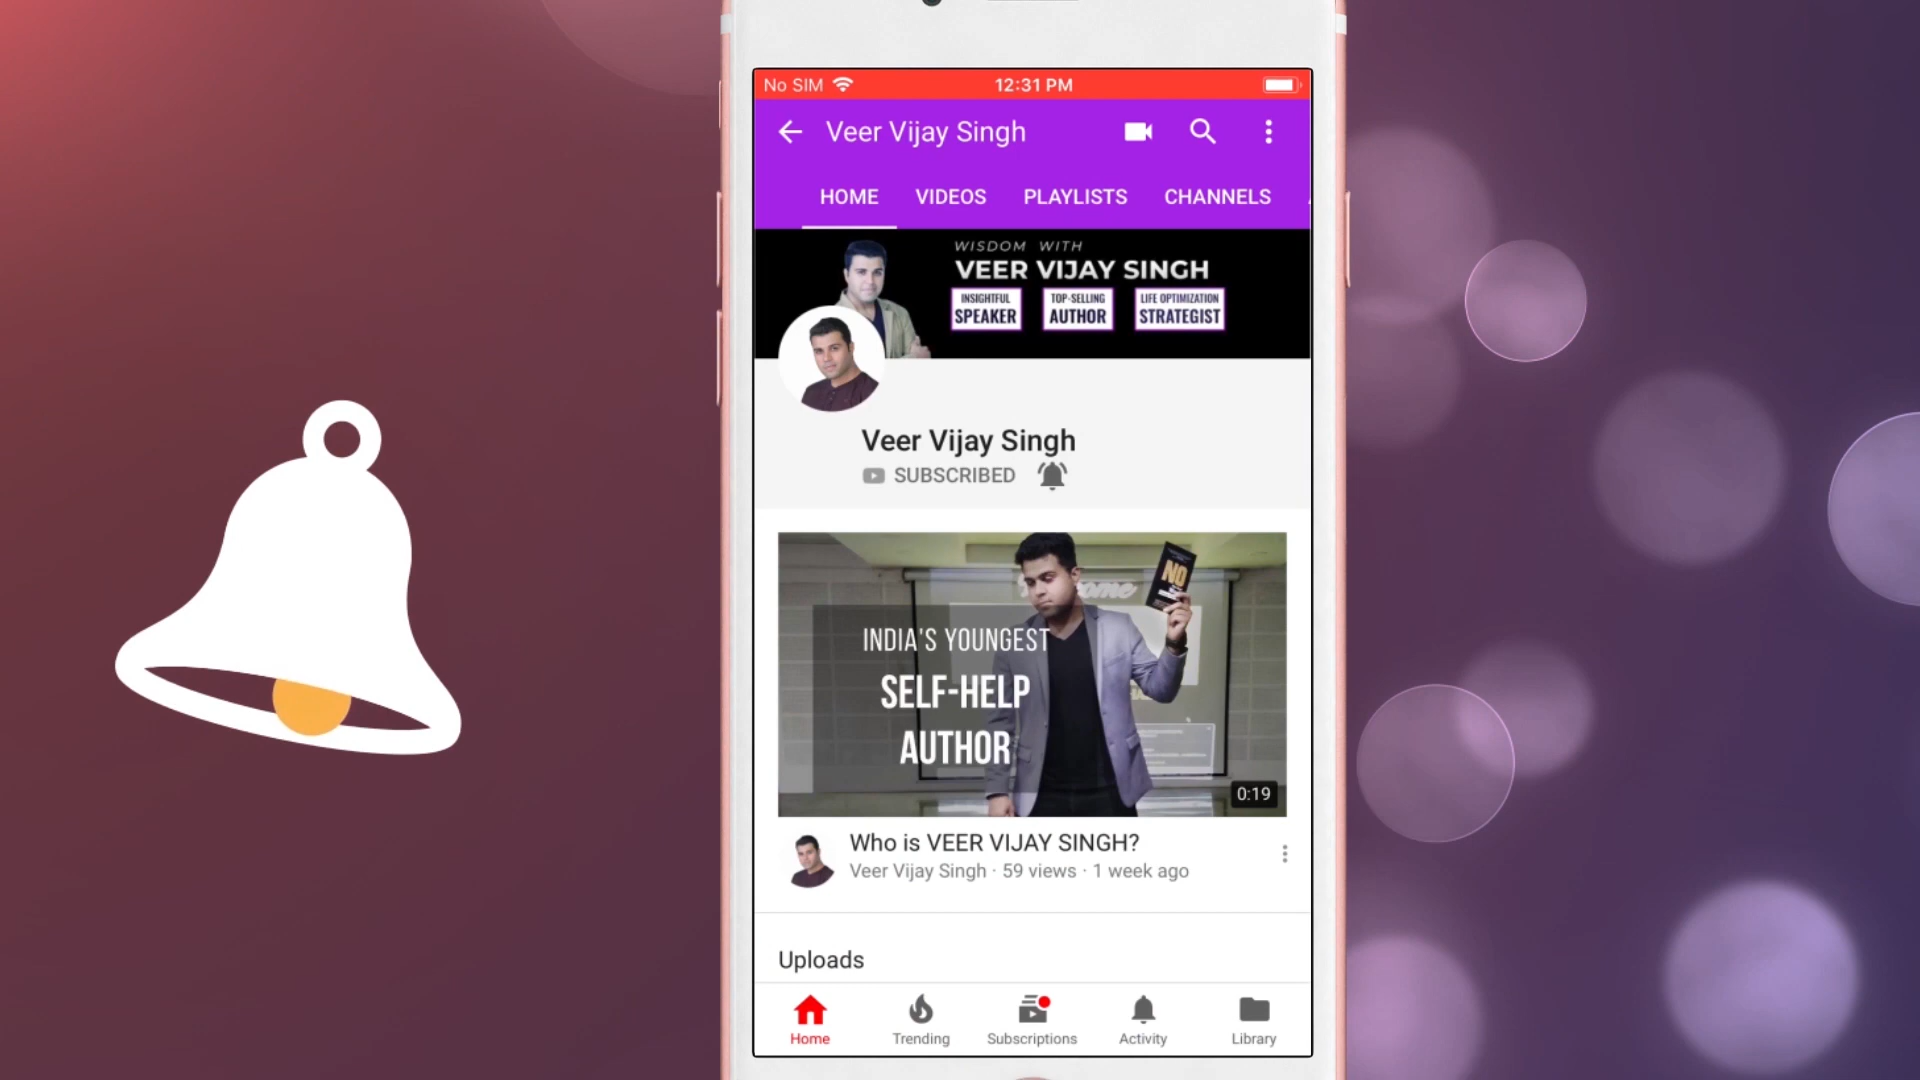 No SIM 12:31 PM
Veer Vijay Singh
HOME VIDEOS PLAYLISTS CHANNELS
WISDOM WITH
VEER VIJAY SINGH
INSIGHTFUL SPEAKER
TOP-SELLING AUTHOR
LIFE OPTIMIZATION STRATEGIST
Veer Vijay Singh
SUBSCRIBED
NO
INDIA'S YOUNGEST
SELF-HELP
AUTHOR
0:19
Who is VEER VIJAY SINGH?
Veer Vijay Singh · 59 views · 1 week ago
Uploads
Home Trending Subscriptions Activity Library